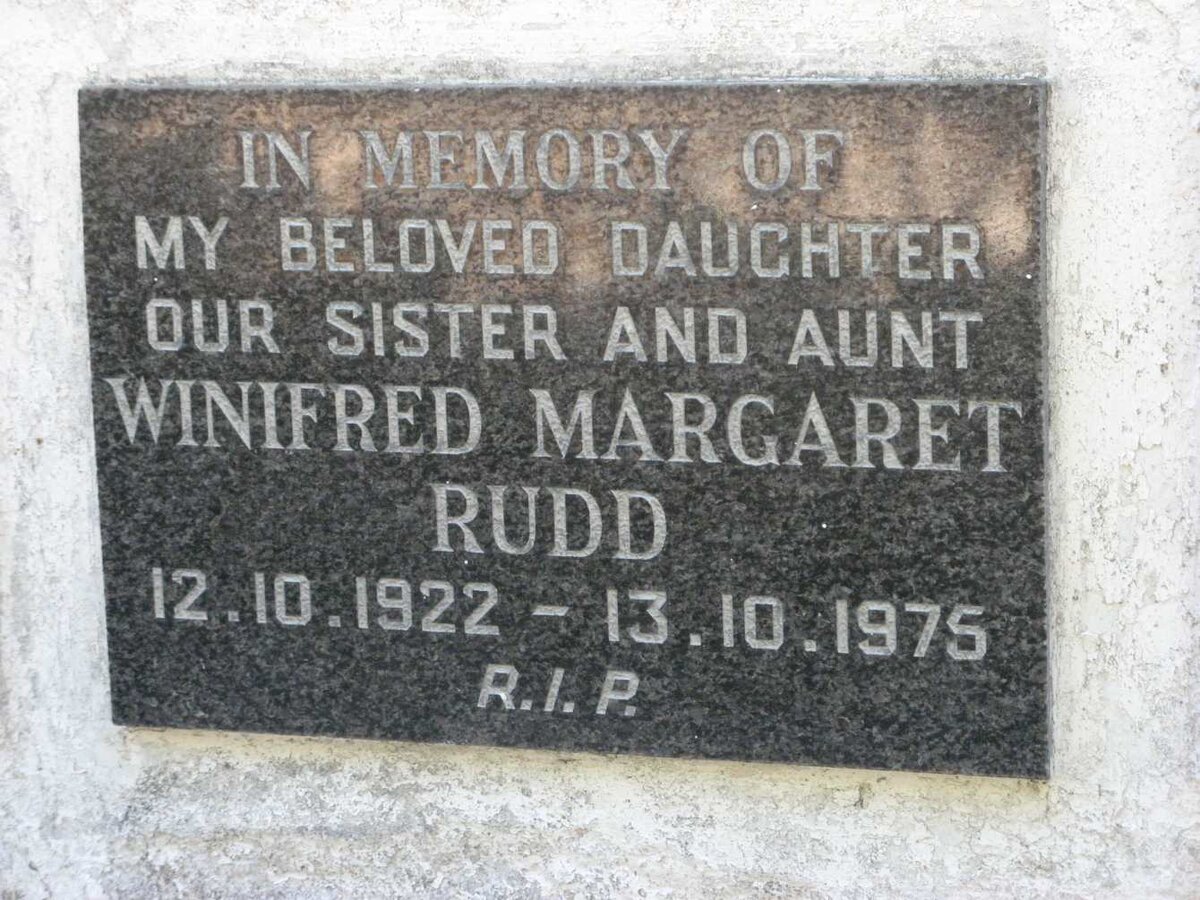 IN MEMORY OF
MY BELOVED DAUGHTER
OUR SISTER AND AUNT
WINIFRED MARGARET
RUDD
12.10.1922 – 13.10.1975
R.I.P.